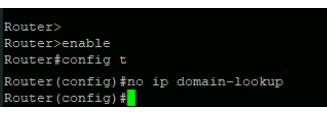 Router>
Router>enable
Router#config t
Router(config)#no ip domain-lookup
Router(config)#